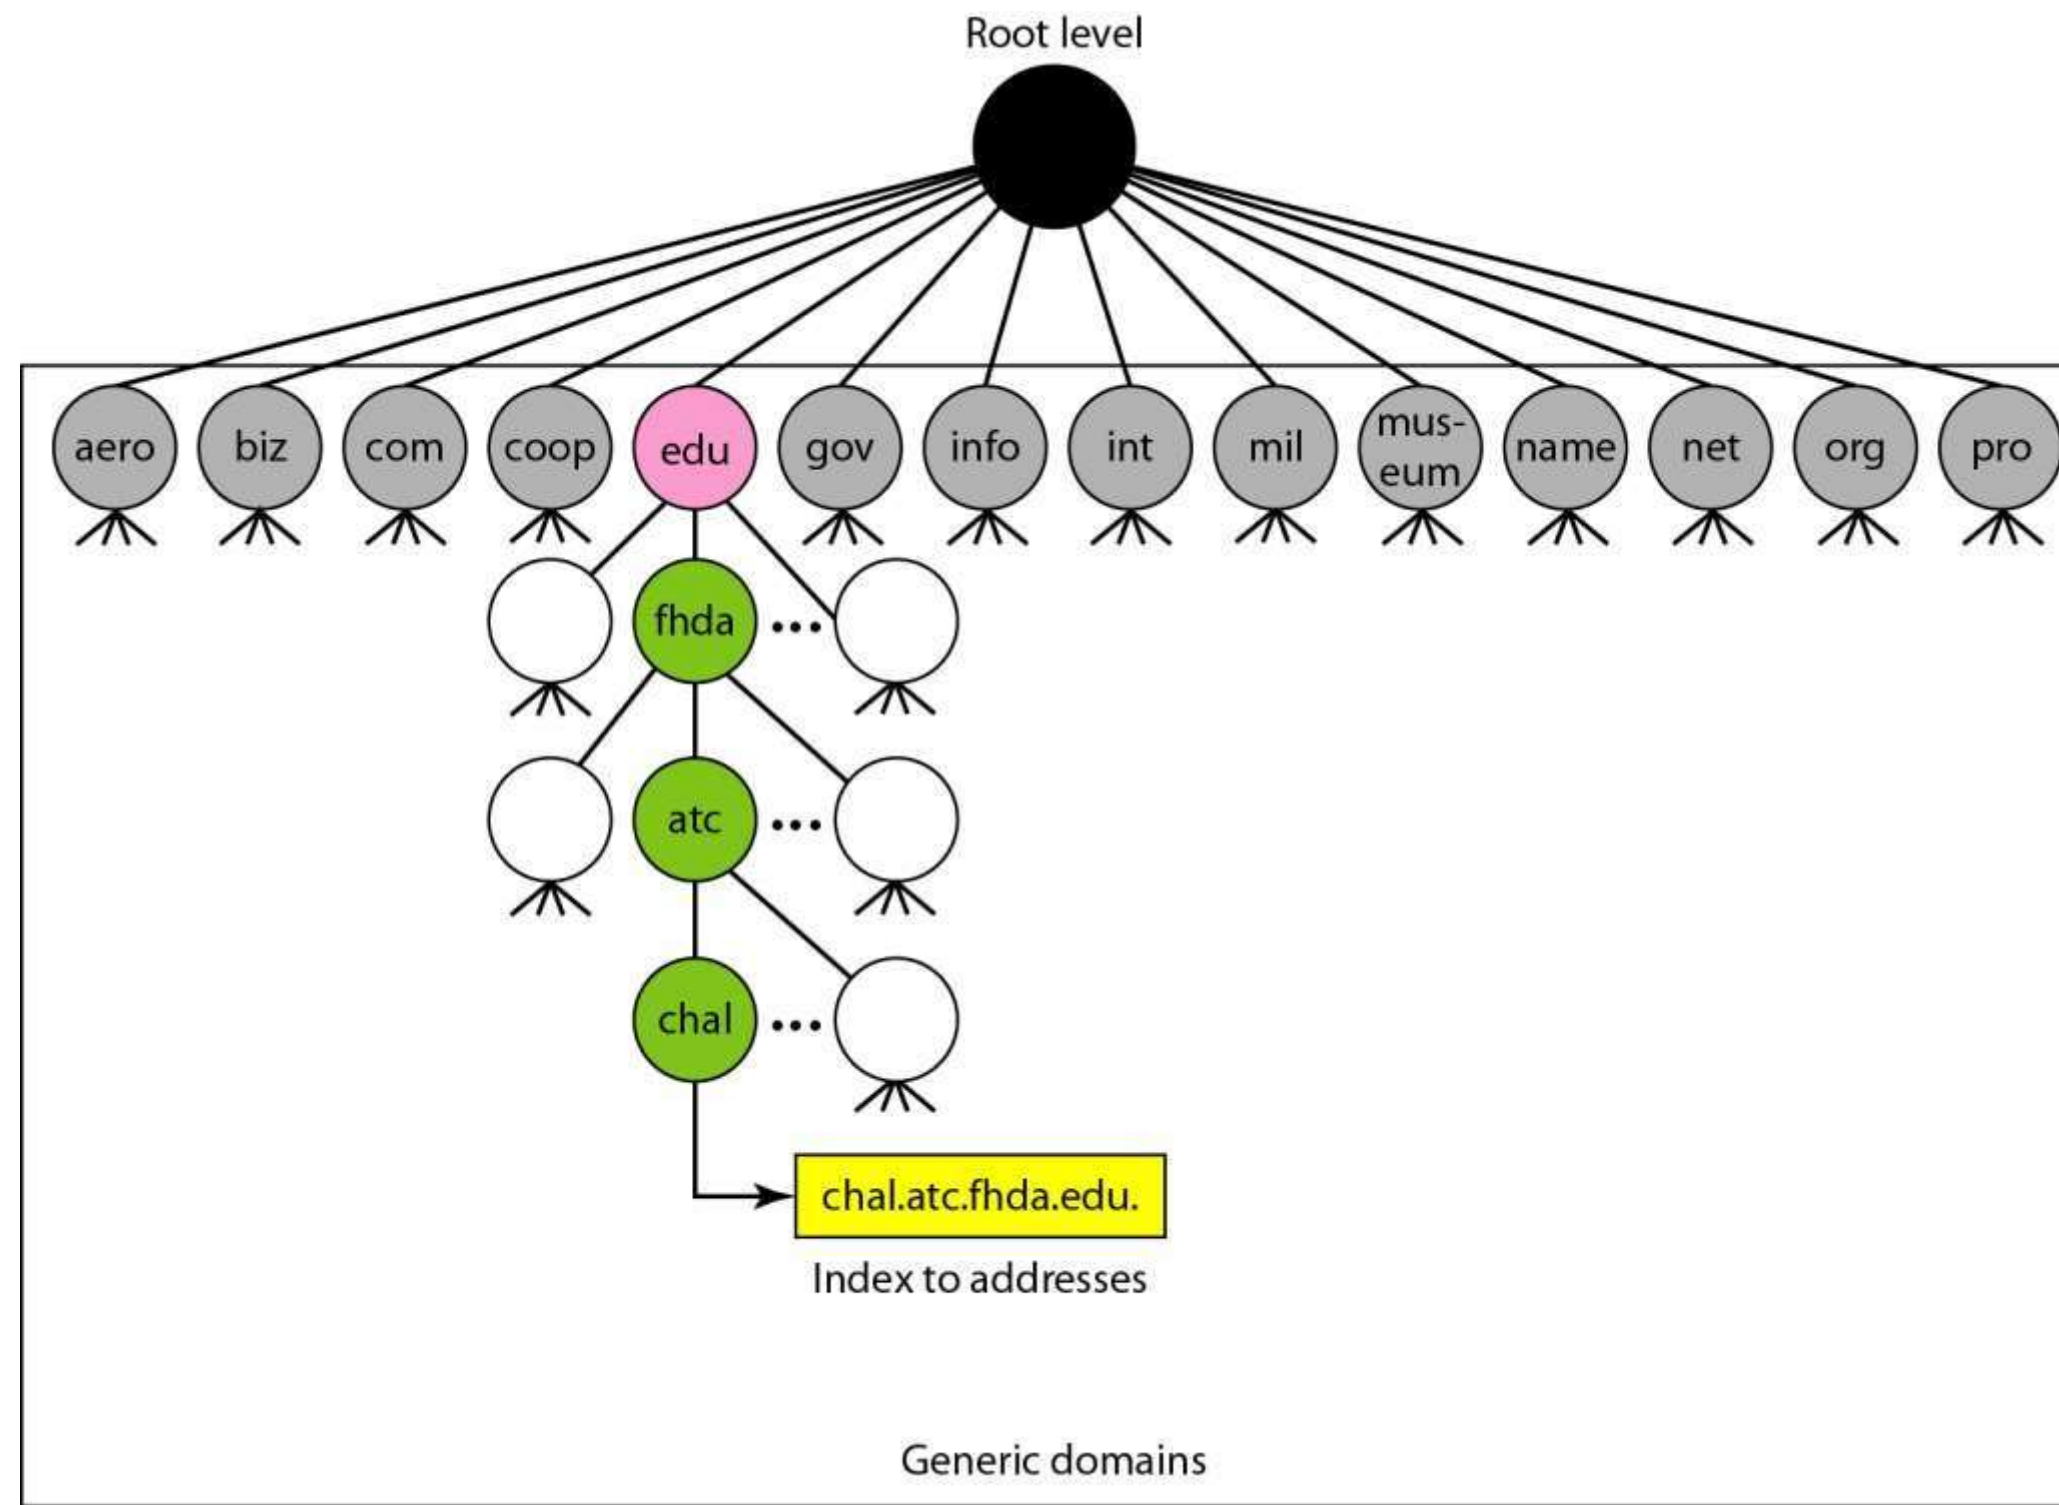 Root level
aero biz com coop edu gov info int mil mus-
eum name net org pro
fhda ...
atc ...
chal ...
chal.atc.fhda.edu.
Index to addresses
Generic domains